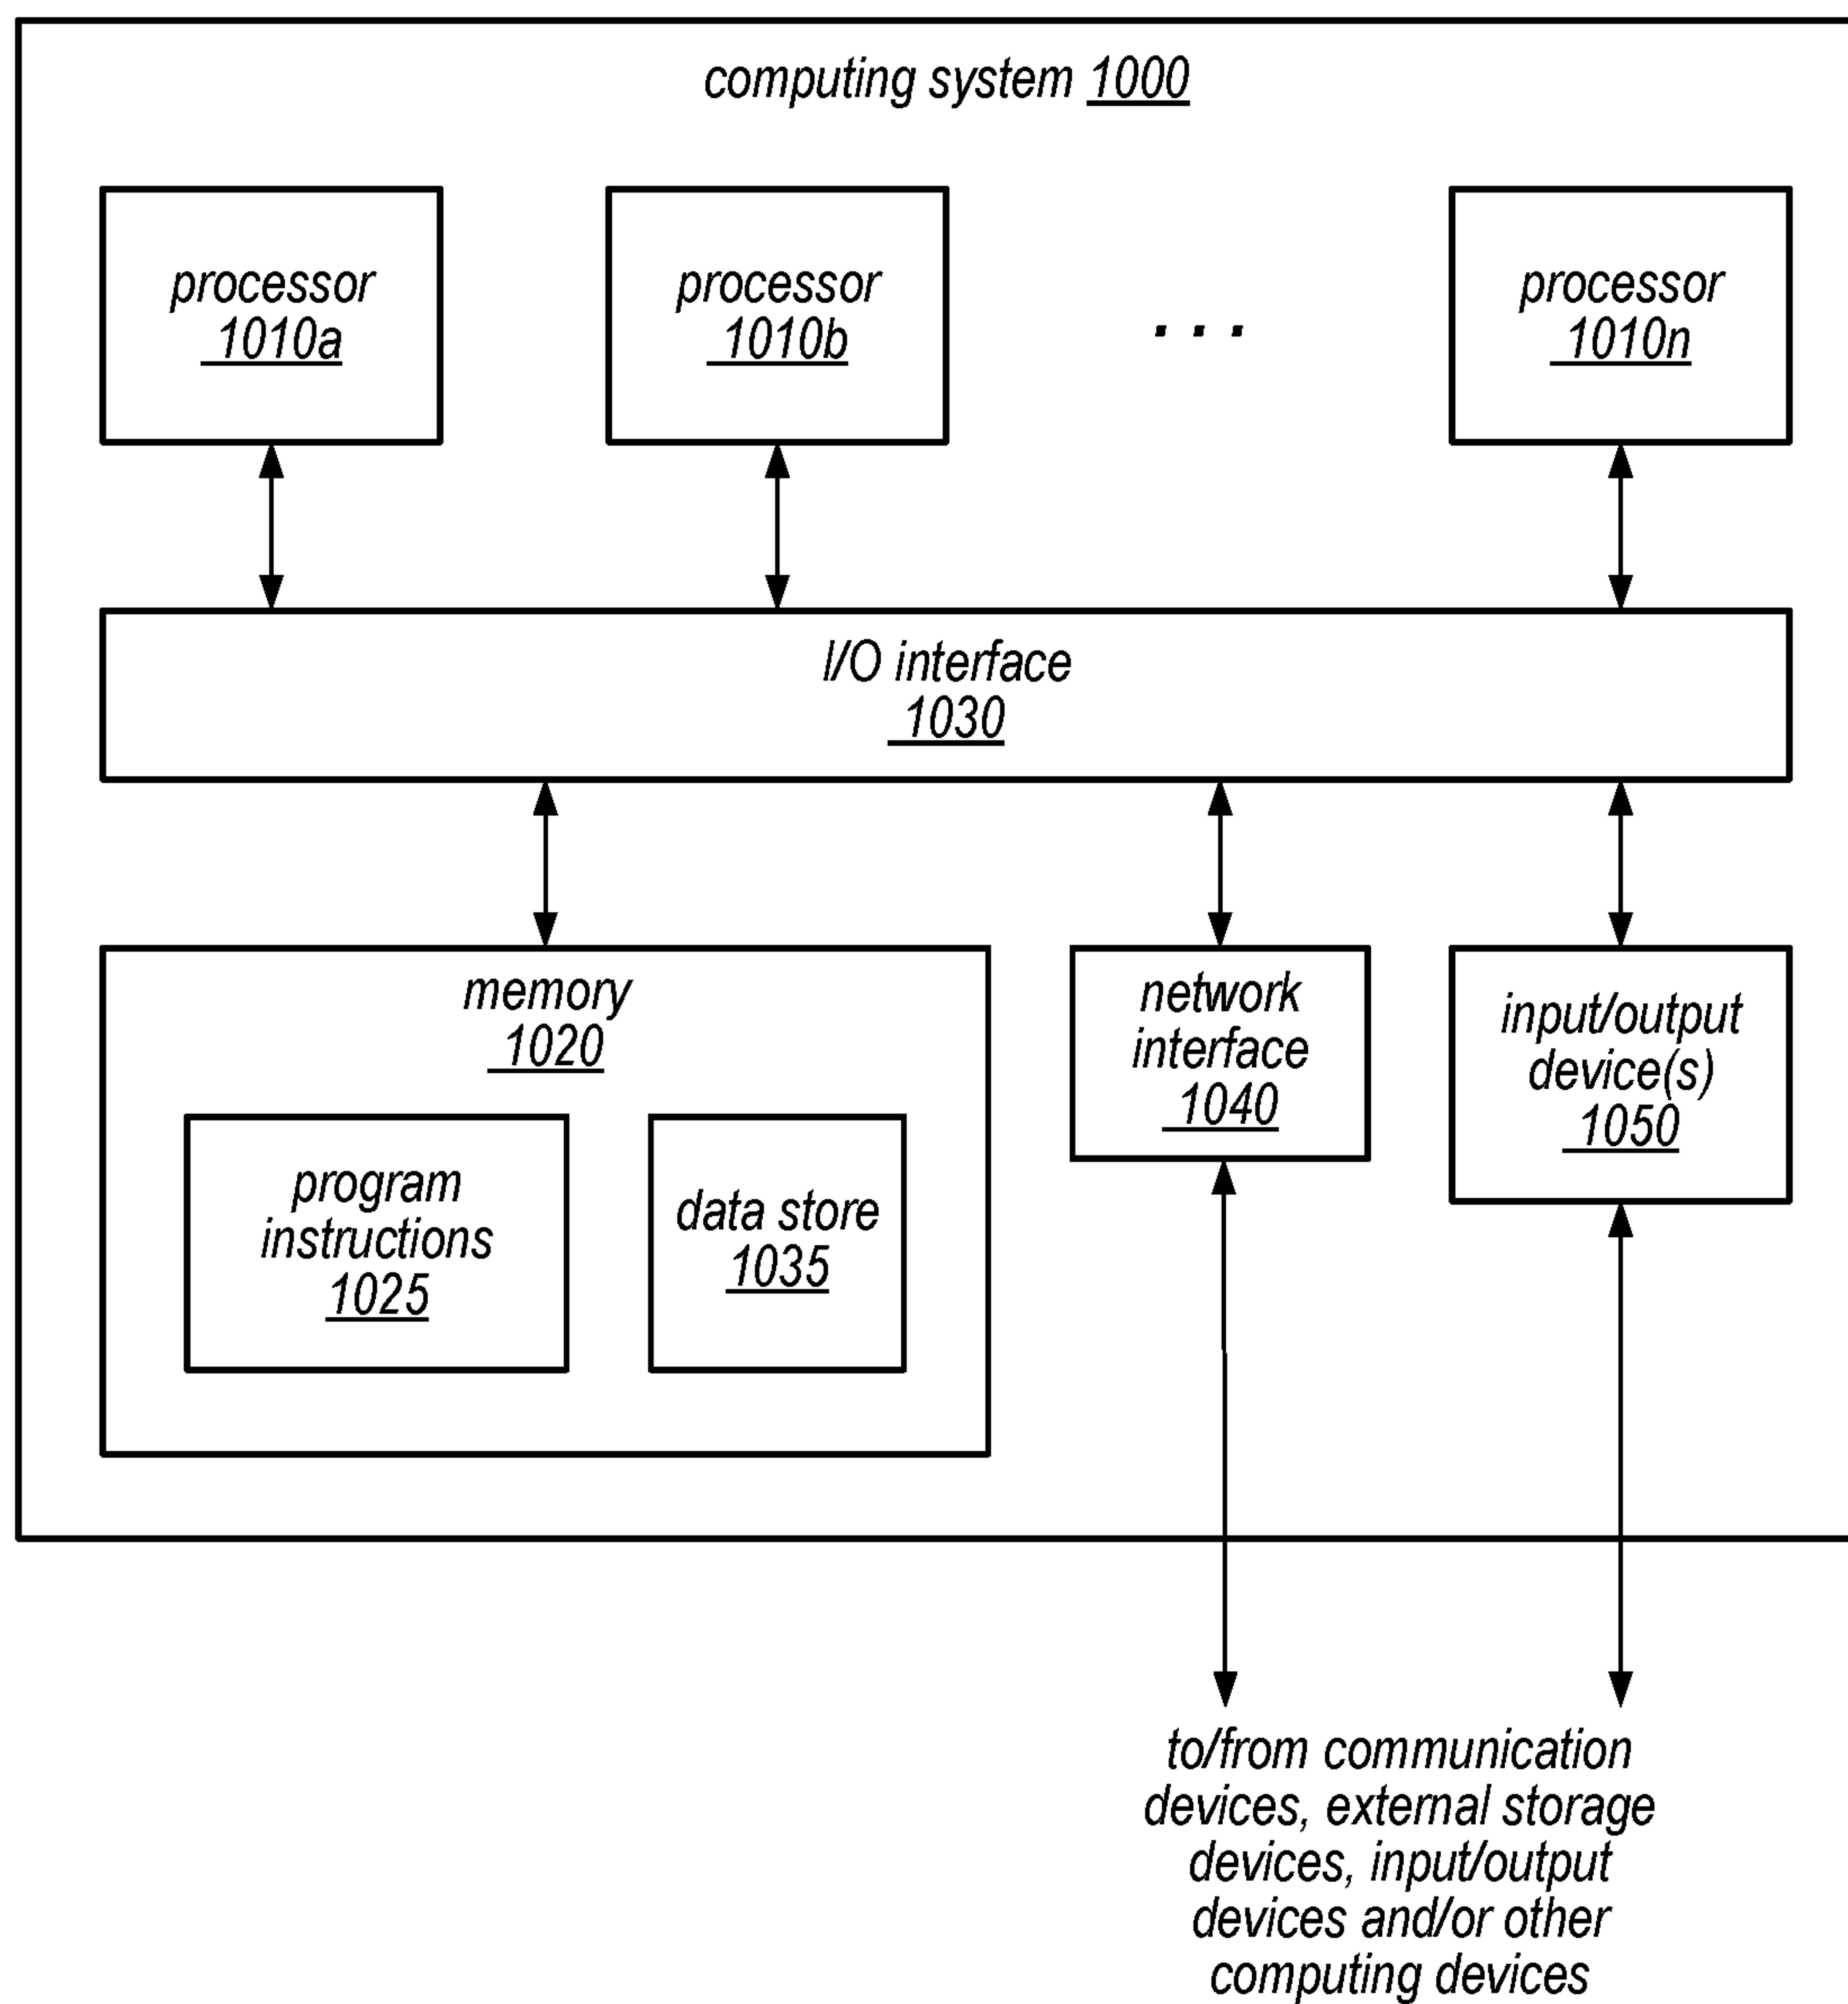 computing system 1000
processor
1010a
processor
1010b
. . .
processor
1010n
I/O interface
1030
memory
1020
program
instructions
1025
data store
1035
network
interface
1040
input/output
device(s)
1050
to/from communication
devices, external storage
devices, input/output
devices and/or other
computing devices